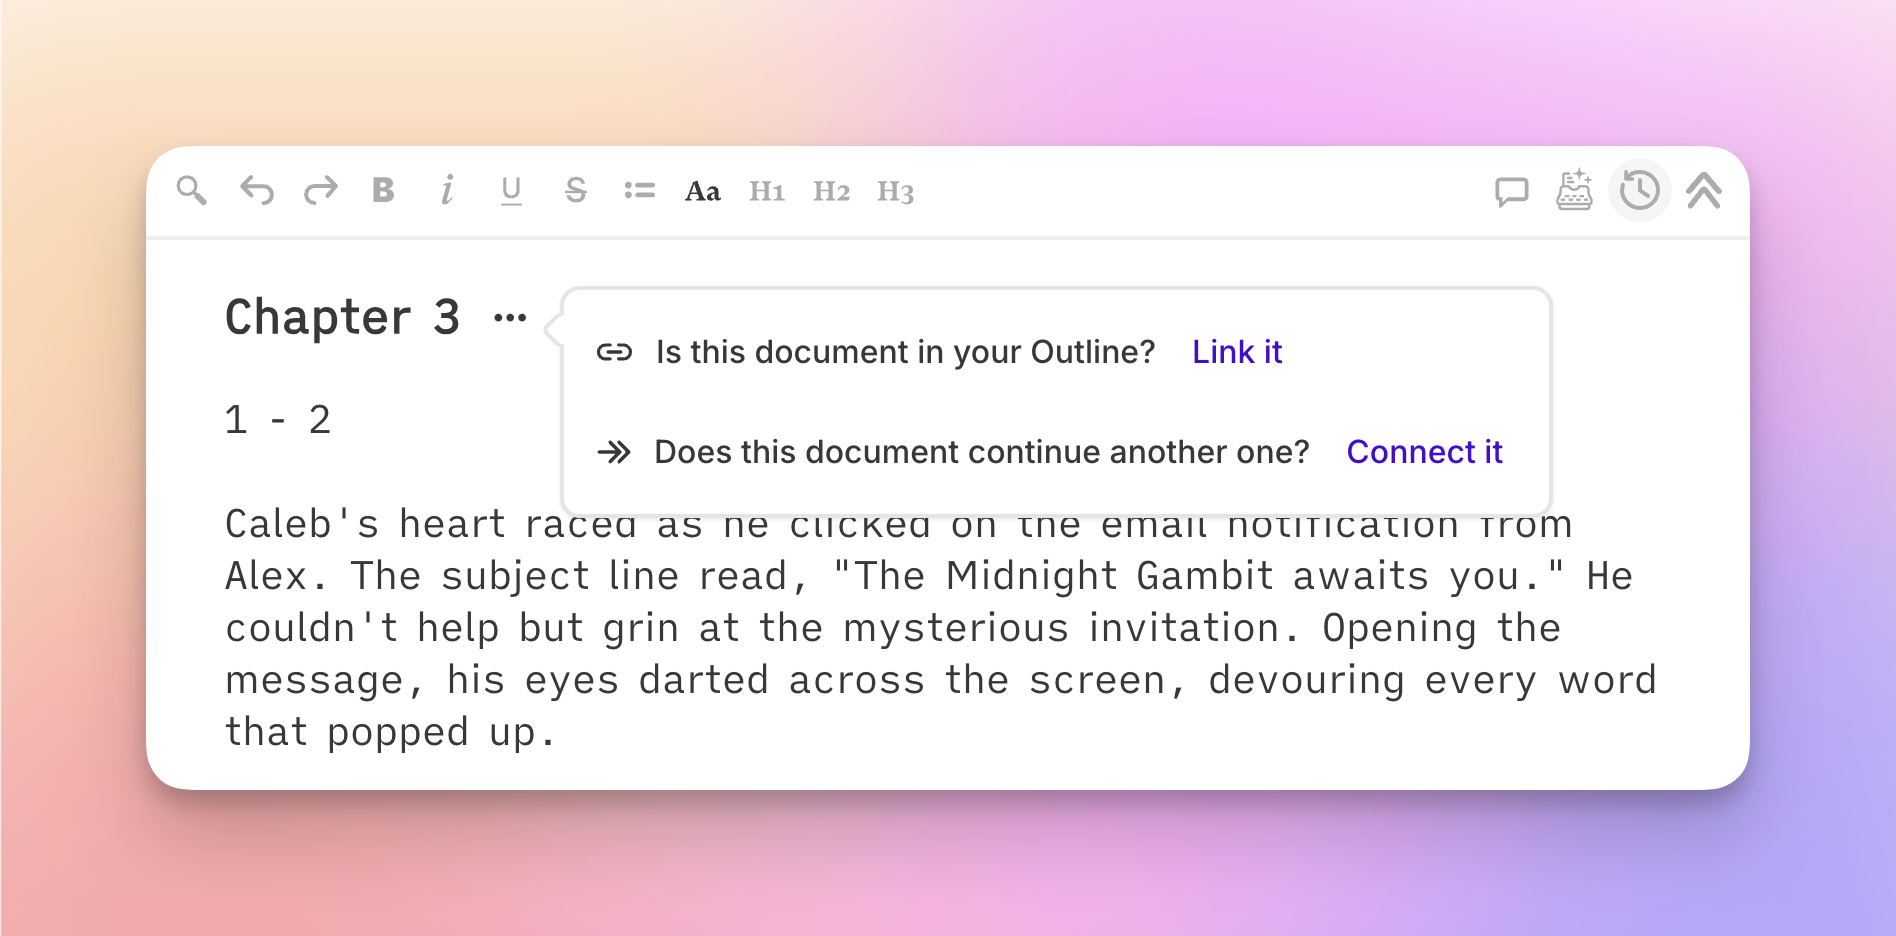 B i U S Aa H1 H2 H3
Chapter 3 ...
Is this document in your Outline? Link it
1 - 2
Does this document continue another one? Connect it
Caleb's heart raced as he clicked on the email notification from
Alex. The subject line read, "The Midnight Gambit awaits you." He
couldn't help but grin at the mysterious invitation. Opening the
message, his eyes darted across the screen, devouring every word
that popped up.